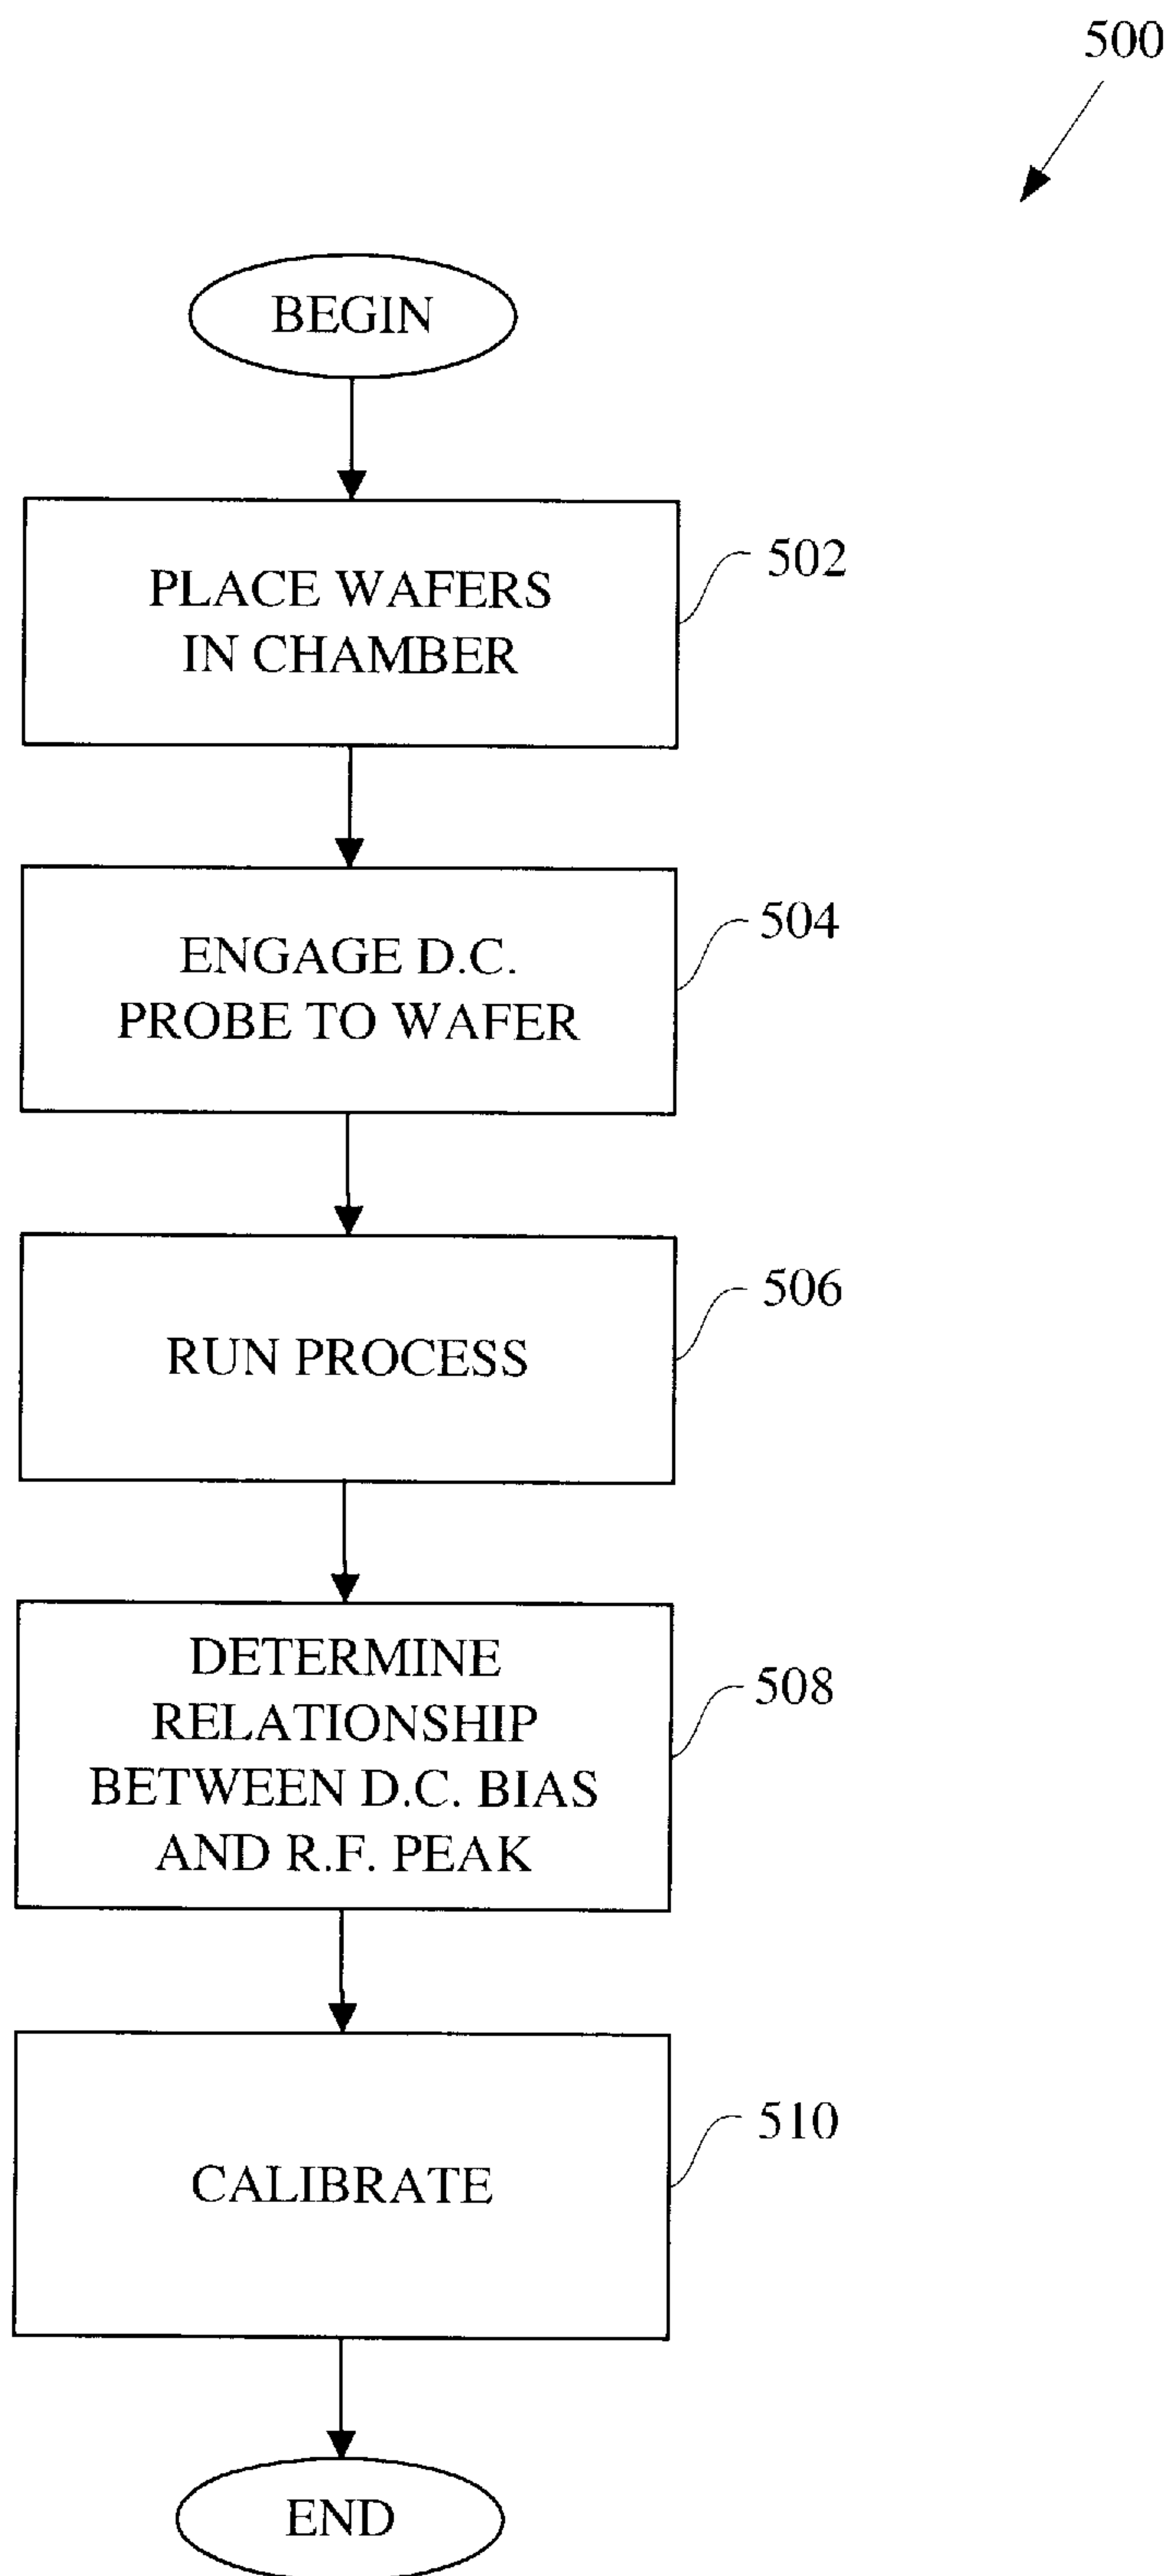 500
BEGIN
PLACE WAFERS
IN CHAMBER
502
ENGAGE D.C.
PROBE TO WAFER
504
RUN PROCESS
506
DETERMINE
RELATIONSHIP
BETWEEN D.C. BIAS
AND R.F. PEAK
508
CALIBRATE
510
END